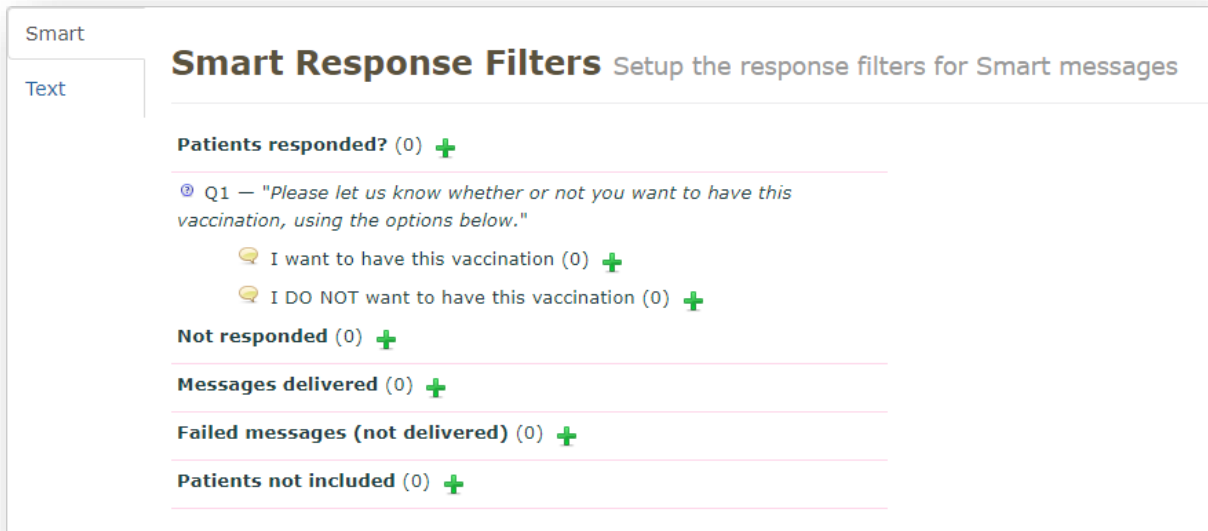 Smart
Text
Smart Response Filters Setup the response filters for Smart messages
Patients responded? (0)
Q1 — "Please let us know whether or not you want to have this
vaccination, using the options below."
I want to have this vaccination (0)
I DO NOT want to have this vaccination (0)
Not responded (0)
Messages delivered (0)
Failed messages (not delivered) (0)
Patients not included (0)